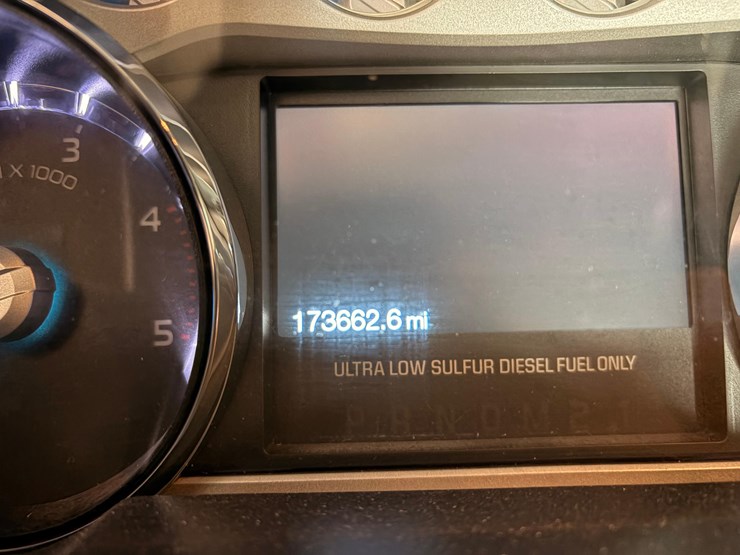 3
X 1000
4
5
173662.6 mi
ULTRA LOW SULFUR DIESEL FUEL ONLY
P R N D M